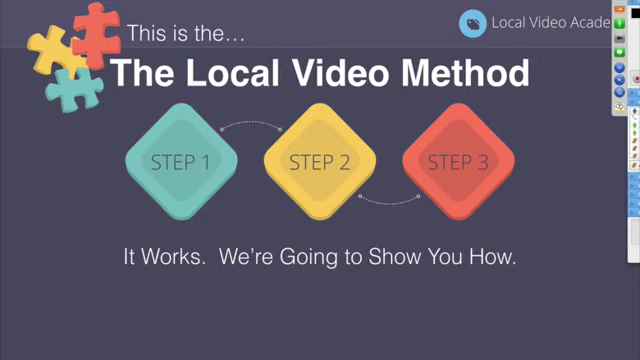 This is the…
Local Video Acade
The Local Video Method
STEP 1
STEP 2
STEP 3
It Works.  We're Going to Show You How.